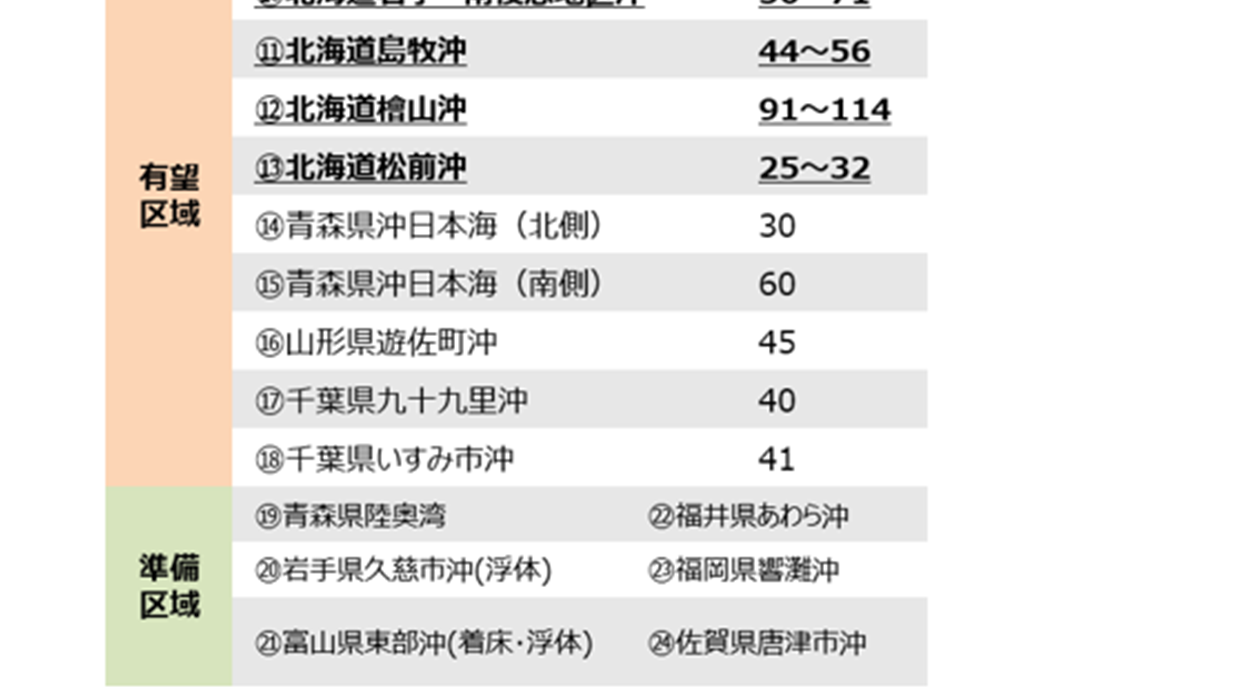 ⑪北海道島牧沖 44～56
⑫北海道檜山沖 91～114
⑬北海道松前沖 25～32
有望
区域
⑭青森県沖日本海（北側） 30
⑮青森県沖日本海（南側） 60
⑯山形県遊佐町沖 45
⑰千葉県九十九里沖 40
⑱千葉県いすみ市沖 41
⑲青森県陸奥湾 ㉒福井県あわら沖
準備
区域
⑳岩手県久慈市沖(浮体) ㉓福岡県響灘沖
㉑富山県東部沖(着床・浮体) ㉔佐賀県唐津市沖